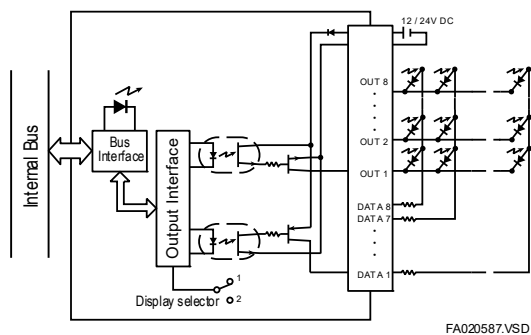 12 / 24V DC
OUT 8
OUT 2
OUT 1
DATA 8
DATA 7
DATA 1
Internal Bus
Bus
Interface
Output Interface
Display selector
1
2
FA020587.VSD